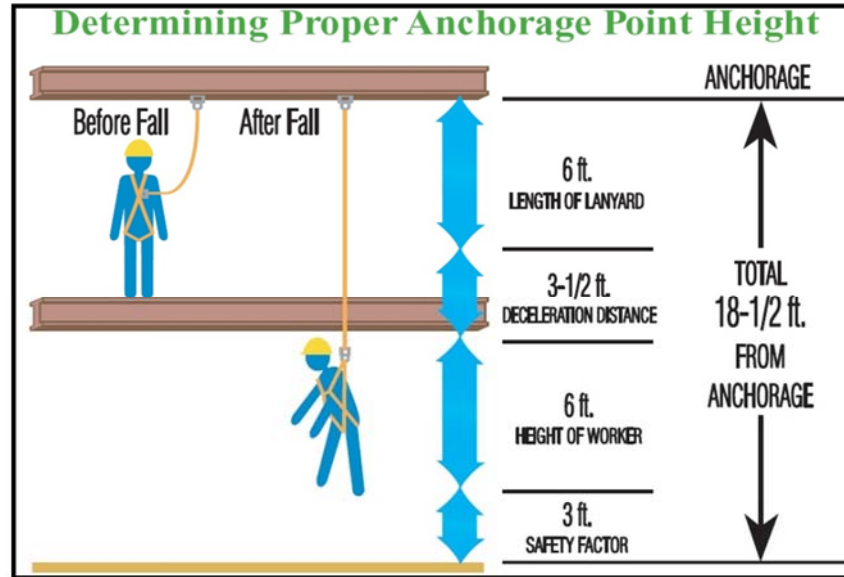 Determining Proper Anchorage Point Height
ANCHORAGE
Before Fall
After Fall
6 ft.
LENGTH OF LANYARD
3-1/2 ft.
DECELERATION DISTANCE
6 ft.
HEIGHT OF WORKER
3 ft.
SAFETY FACTOR
TOTAL
18-1/2 ft.
FROM
ANCHORAGE